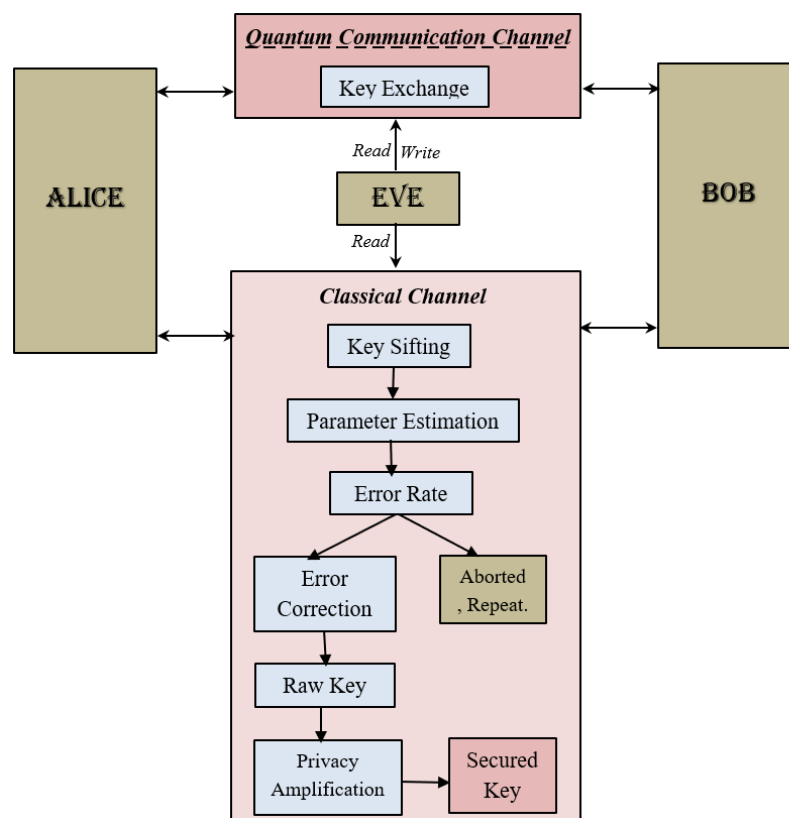 Quantum Communication Channel
Key Exchange
ALICE
BOB
Read Write
EVE
Read
Classical Channel
Key Sifting
Parameter Estimation
Error Rate
Error
Correction
Aborted
, Repeat.
Raw Key
Privacy
Amplification
Secured
Key